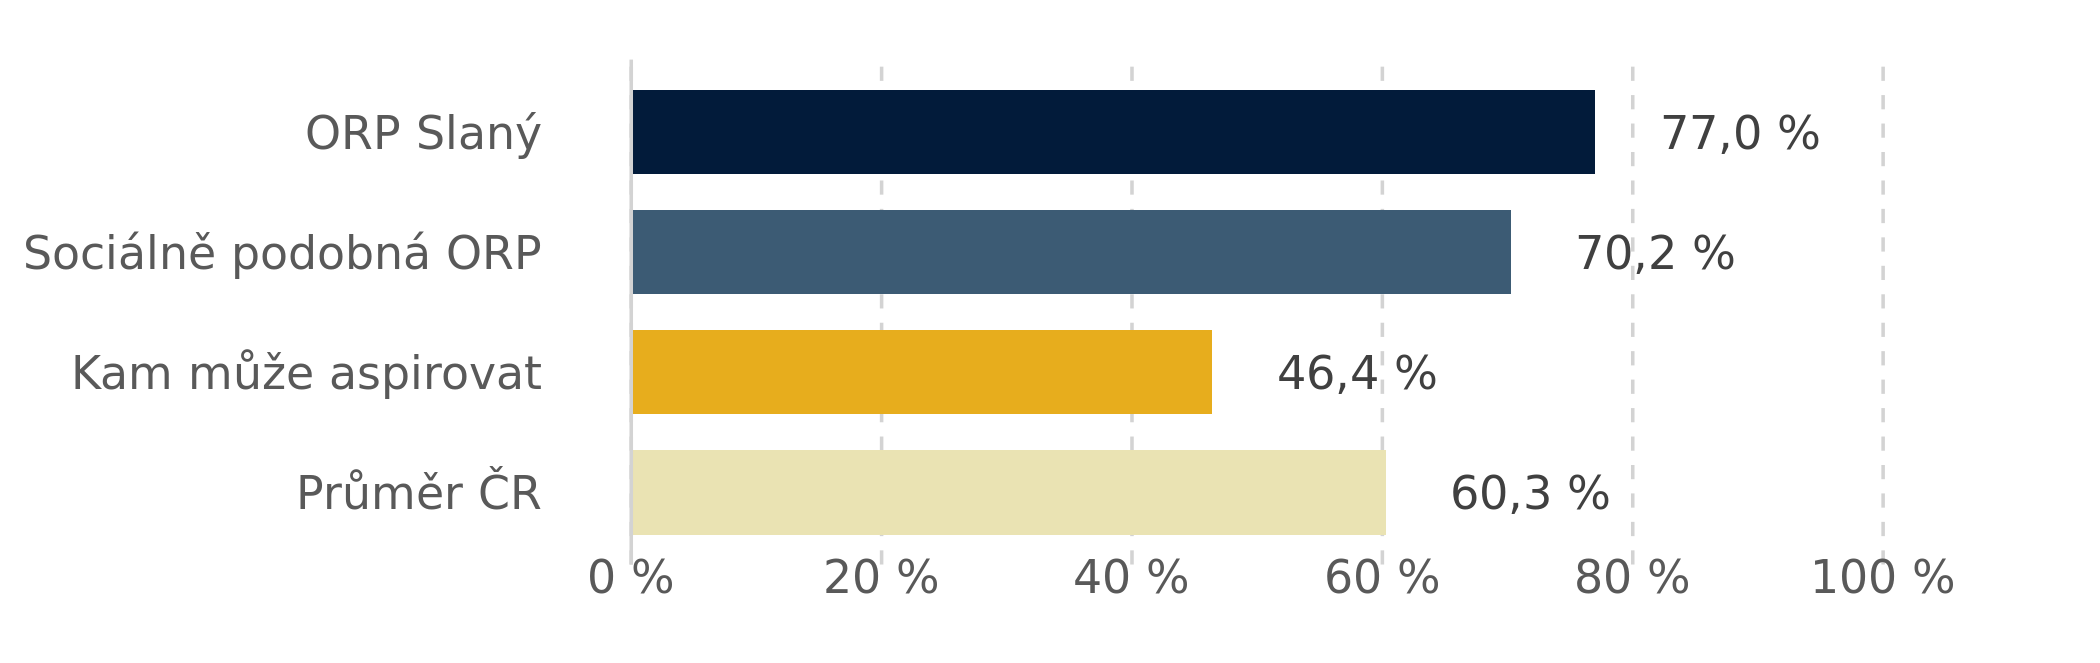 ORP Slaný 77,0 %
Sociálně podobná ORP 70,2 %
Kam může aspirovat 46,4 %
Průměr ČR 60,3 %
0 % 20 % 40 % 60 % 80 % 100 %